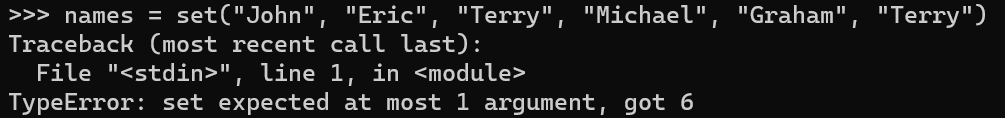 >>> names = set("John", "Eric", "Terry", "Michael", "Graham", "Terry")
Traceback (most recent call last):
  File "<stdin>", line 1, in <module>
TypeError: set expected at most 1 argument, got 6